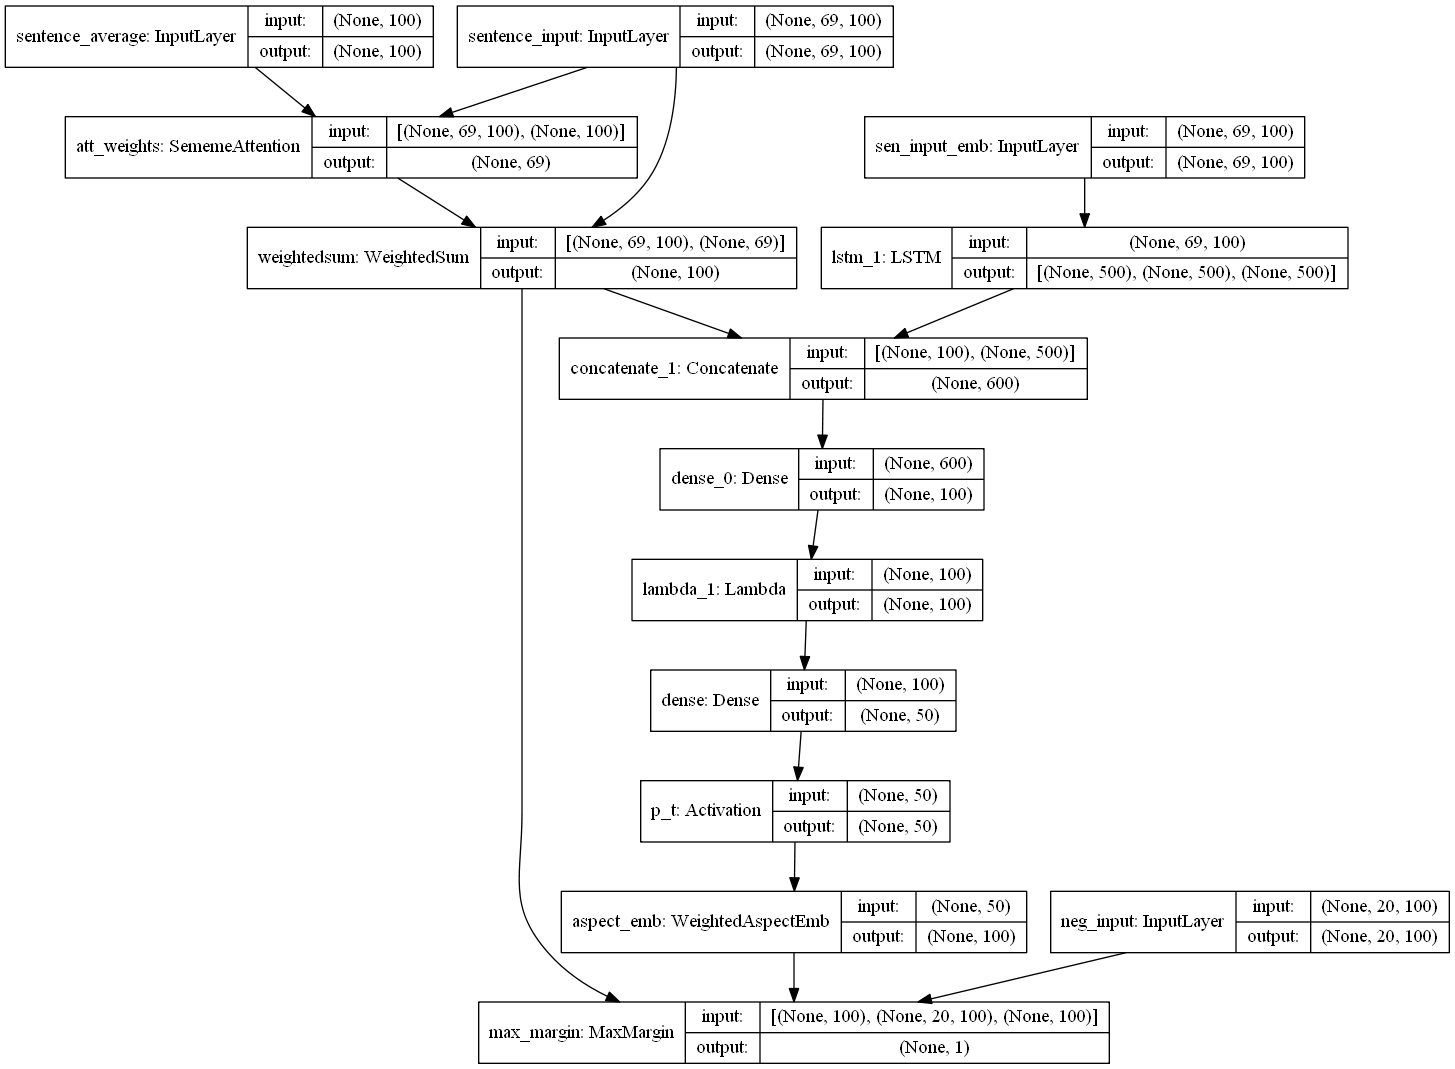 sentence_average: InputLayer
input: (None, 100)
output: (None, 100)
sentence_input: InputLayer
input: (None, 69, 100)
output: (None, 69, 100)
att_weights: SememeAttention
input: [(None, 69, 100), (None, 100)]
output: (None, 69)
sen_input_emb: InputLayer
input: (None, 69, 100)
output: (None, 69, 100)
weightedsum: WeightedSum
input: [(None, 69, 100), (None, 69)]
output: (None, 100)
lstm_1: LSTM
input: (None, 69, 100)
output: [(None, 500), (None, 500), (None, 500)]
concatenate_1: Concatenate
input: [(None, 100), (None, 500)]
output: (None, 600)
dense_0: Dense
input: (None, 600)
output: (None, 100)
lambda_1: Lambda
input: (None, 100)
output: (None, 100)
dense: Dense
input: (None, 100)
output: (None, 50)
p_t: Activation
input: (None, 50)
output: (None, 50)
aspect_emb: WeightedAspectEmb
input: (None, 50)
output: (None, 100)
neg_input: InputLayer
input: (None, 20, 100)
output: (None, 20, 100)
max_margin: MaxMargin
input: [(None, 100), (None, 20, 100), (None, 100)]
output: (None, 1)